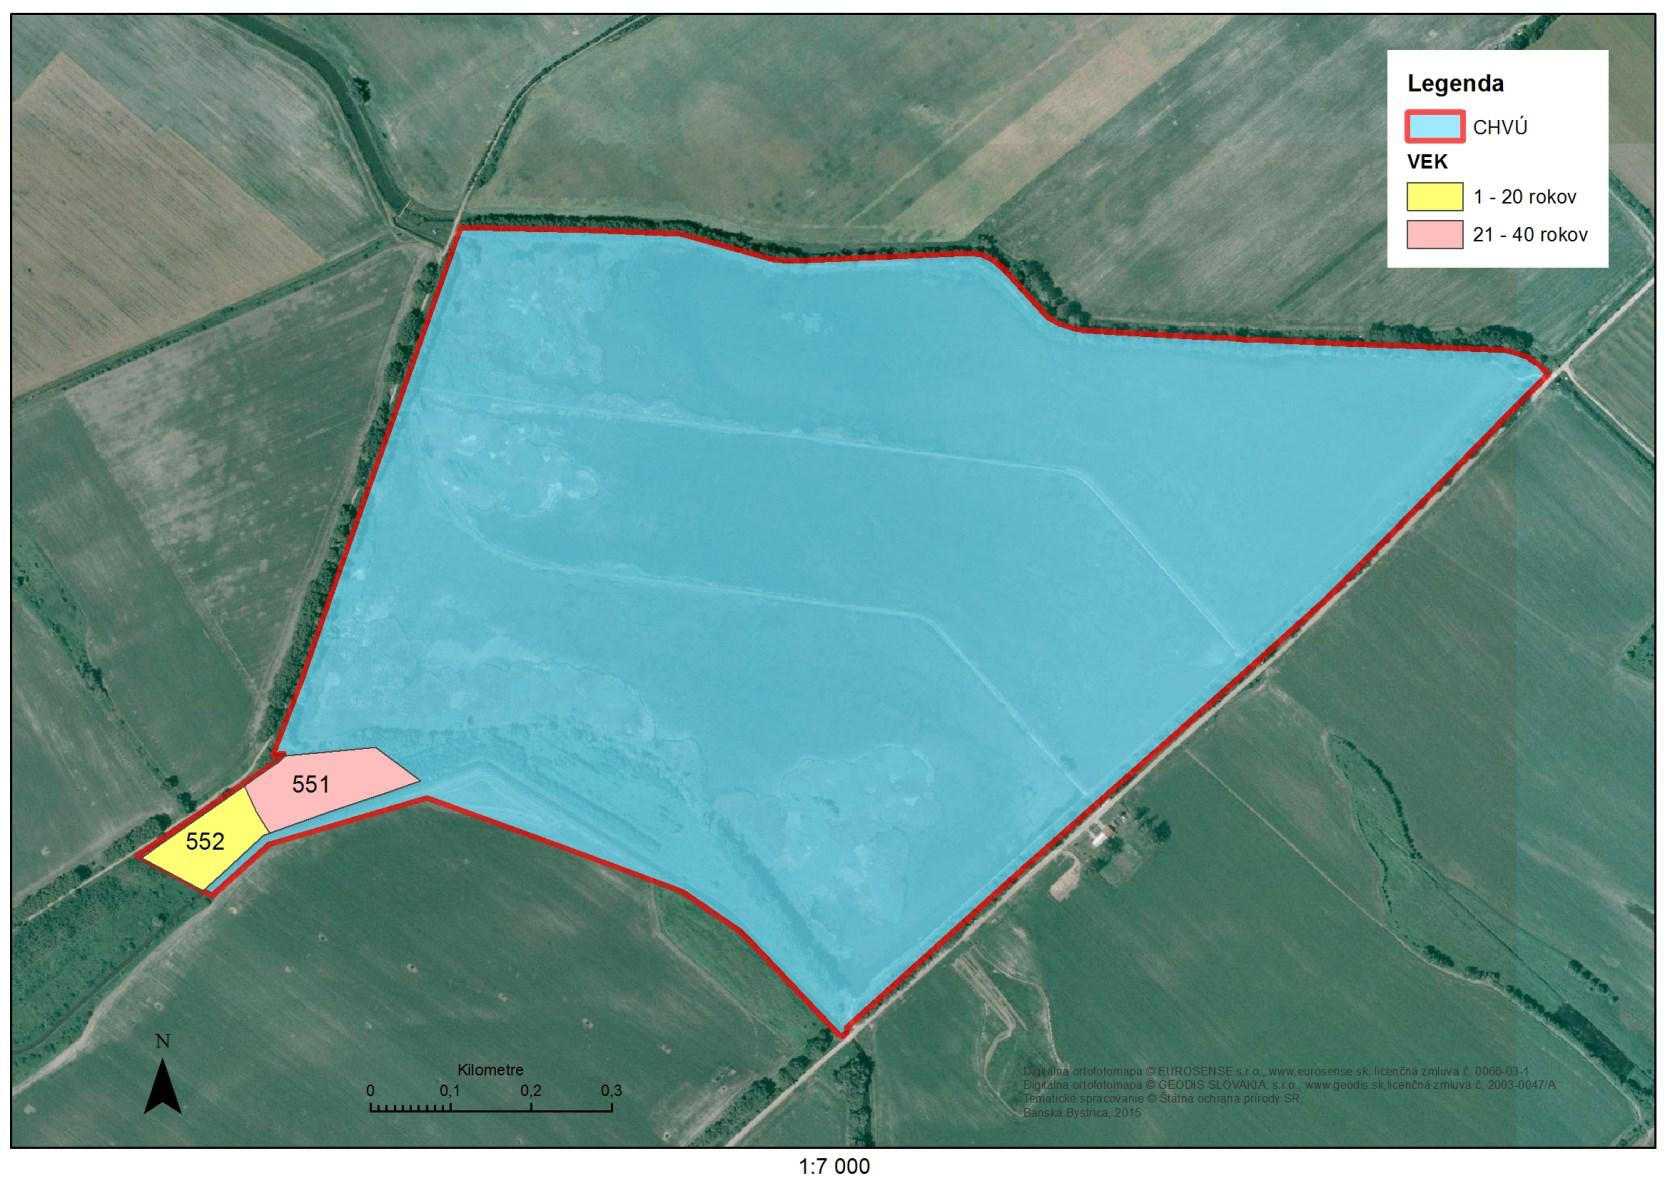 Legenda
CHVÚ
VEK
1 - 20 rokov
21 - 40 rokov
551
552
N
Kilometre
0 0,1 0,2 0,3
Digitálna ortofotomapa © EUROSENSE s.r.o., www.eurosense.sk, licenčná zmluva č. 0066-03-1
Digitálna ortofotomapa © GEODIS SLOVAKIA, s.r.o., www.geodis.sk,licenčná zmluva č. 2003-0047/A
Tematické spracovanie © Štátna ochrana prírody SR,
Banská Bystrica, 2015
1:7 000